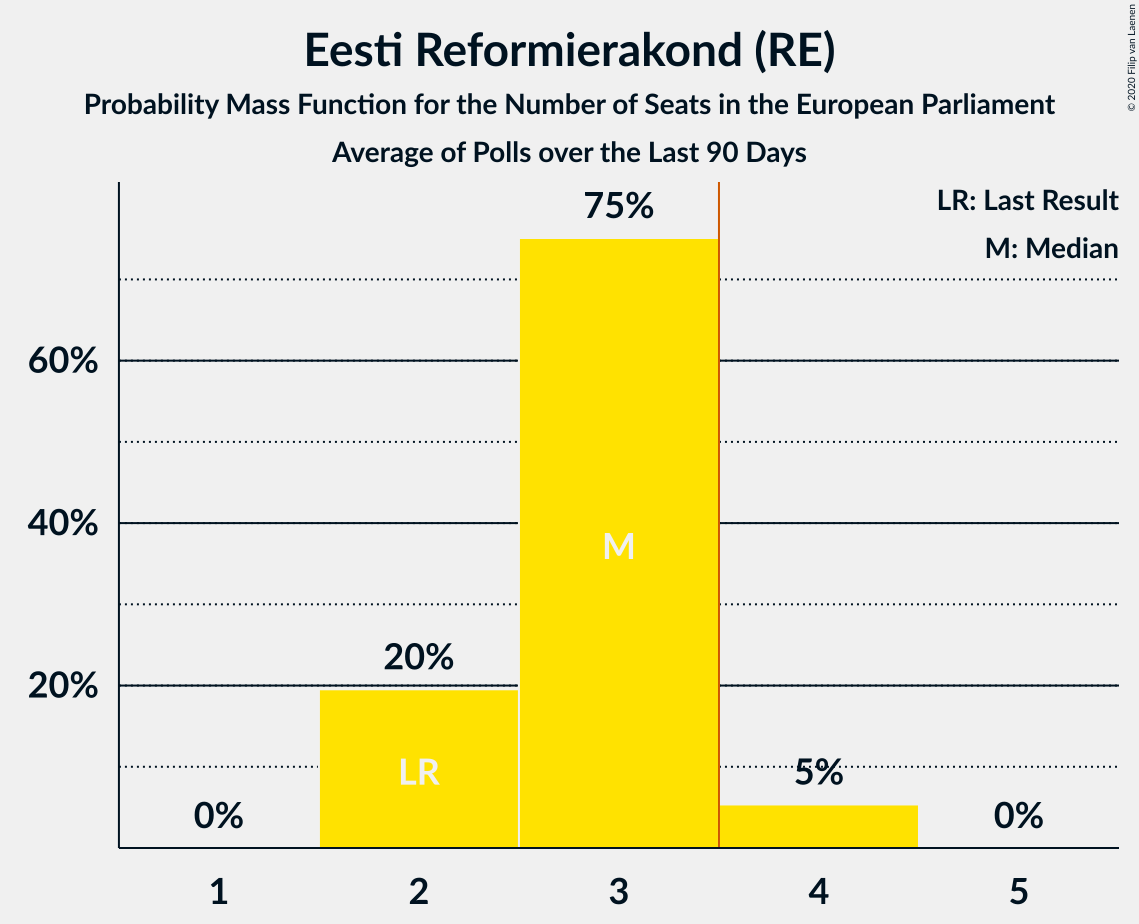 Eesti Reformierakond (RE)
Probability Mass Function for the Number of Seats in the European Parliament
Average of Polls over the Last 90 Days
© 2020 Filip van Laenen
LR: Last Result
M: Median
75%
60%
40%
M
20%
20%
LR
5%
0%
0%
1 2 3 4 5